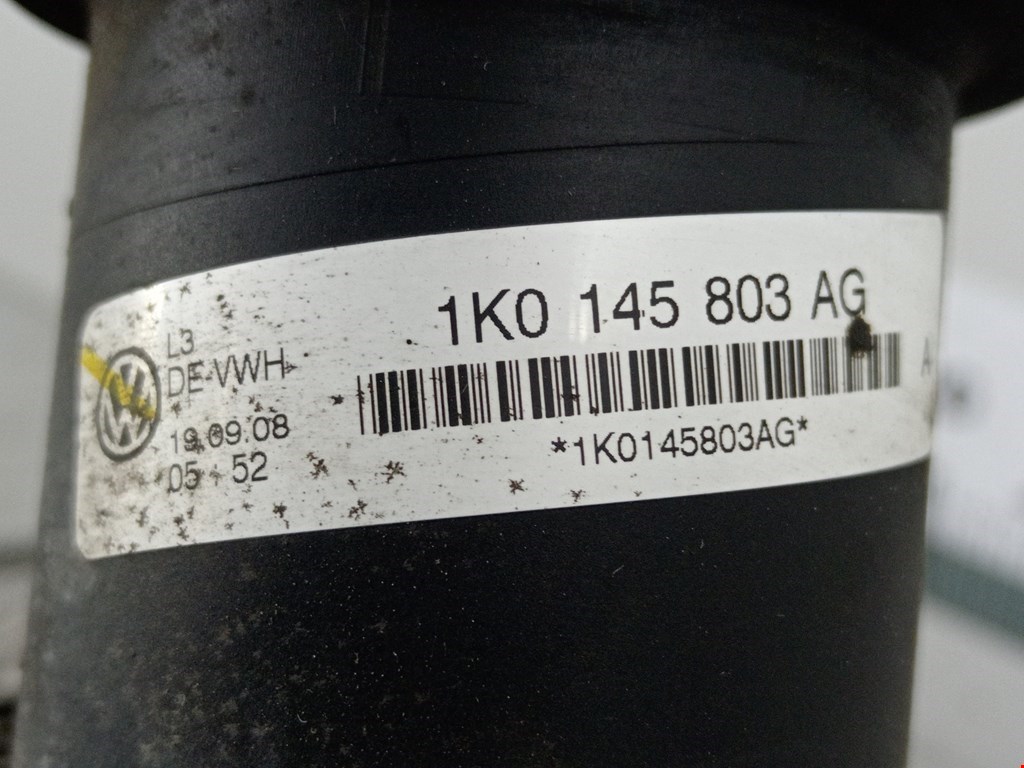 1K0 145 803 AG
L3
DE-VWH
19.09.08
05 52
*1K0145803AG*